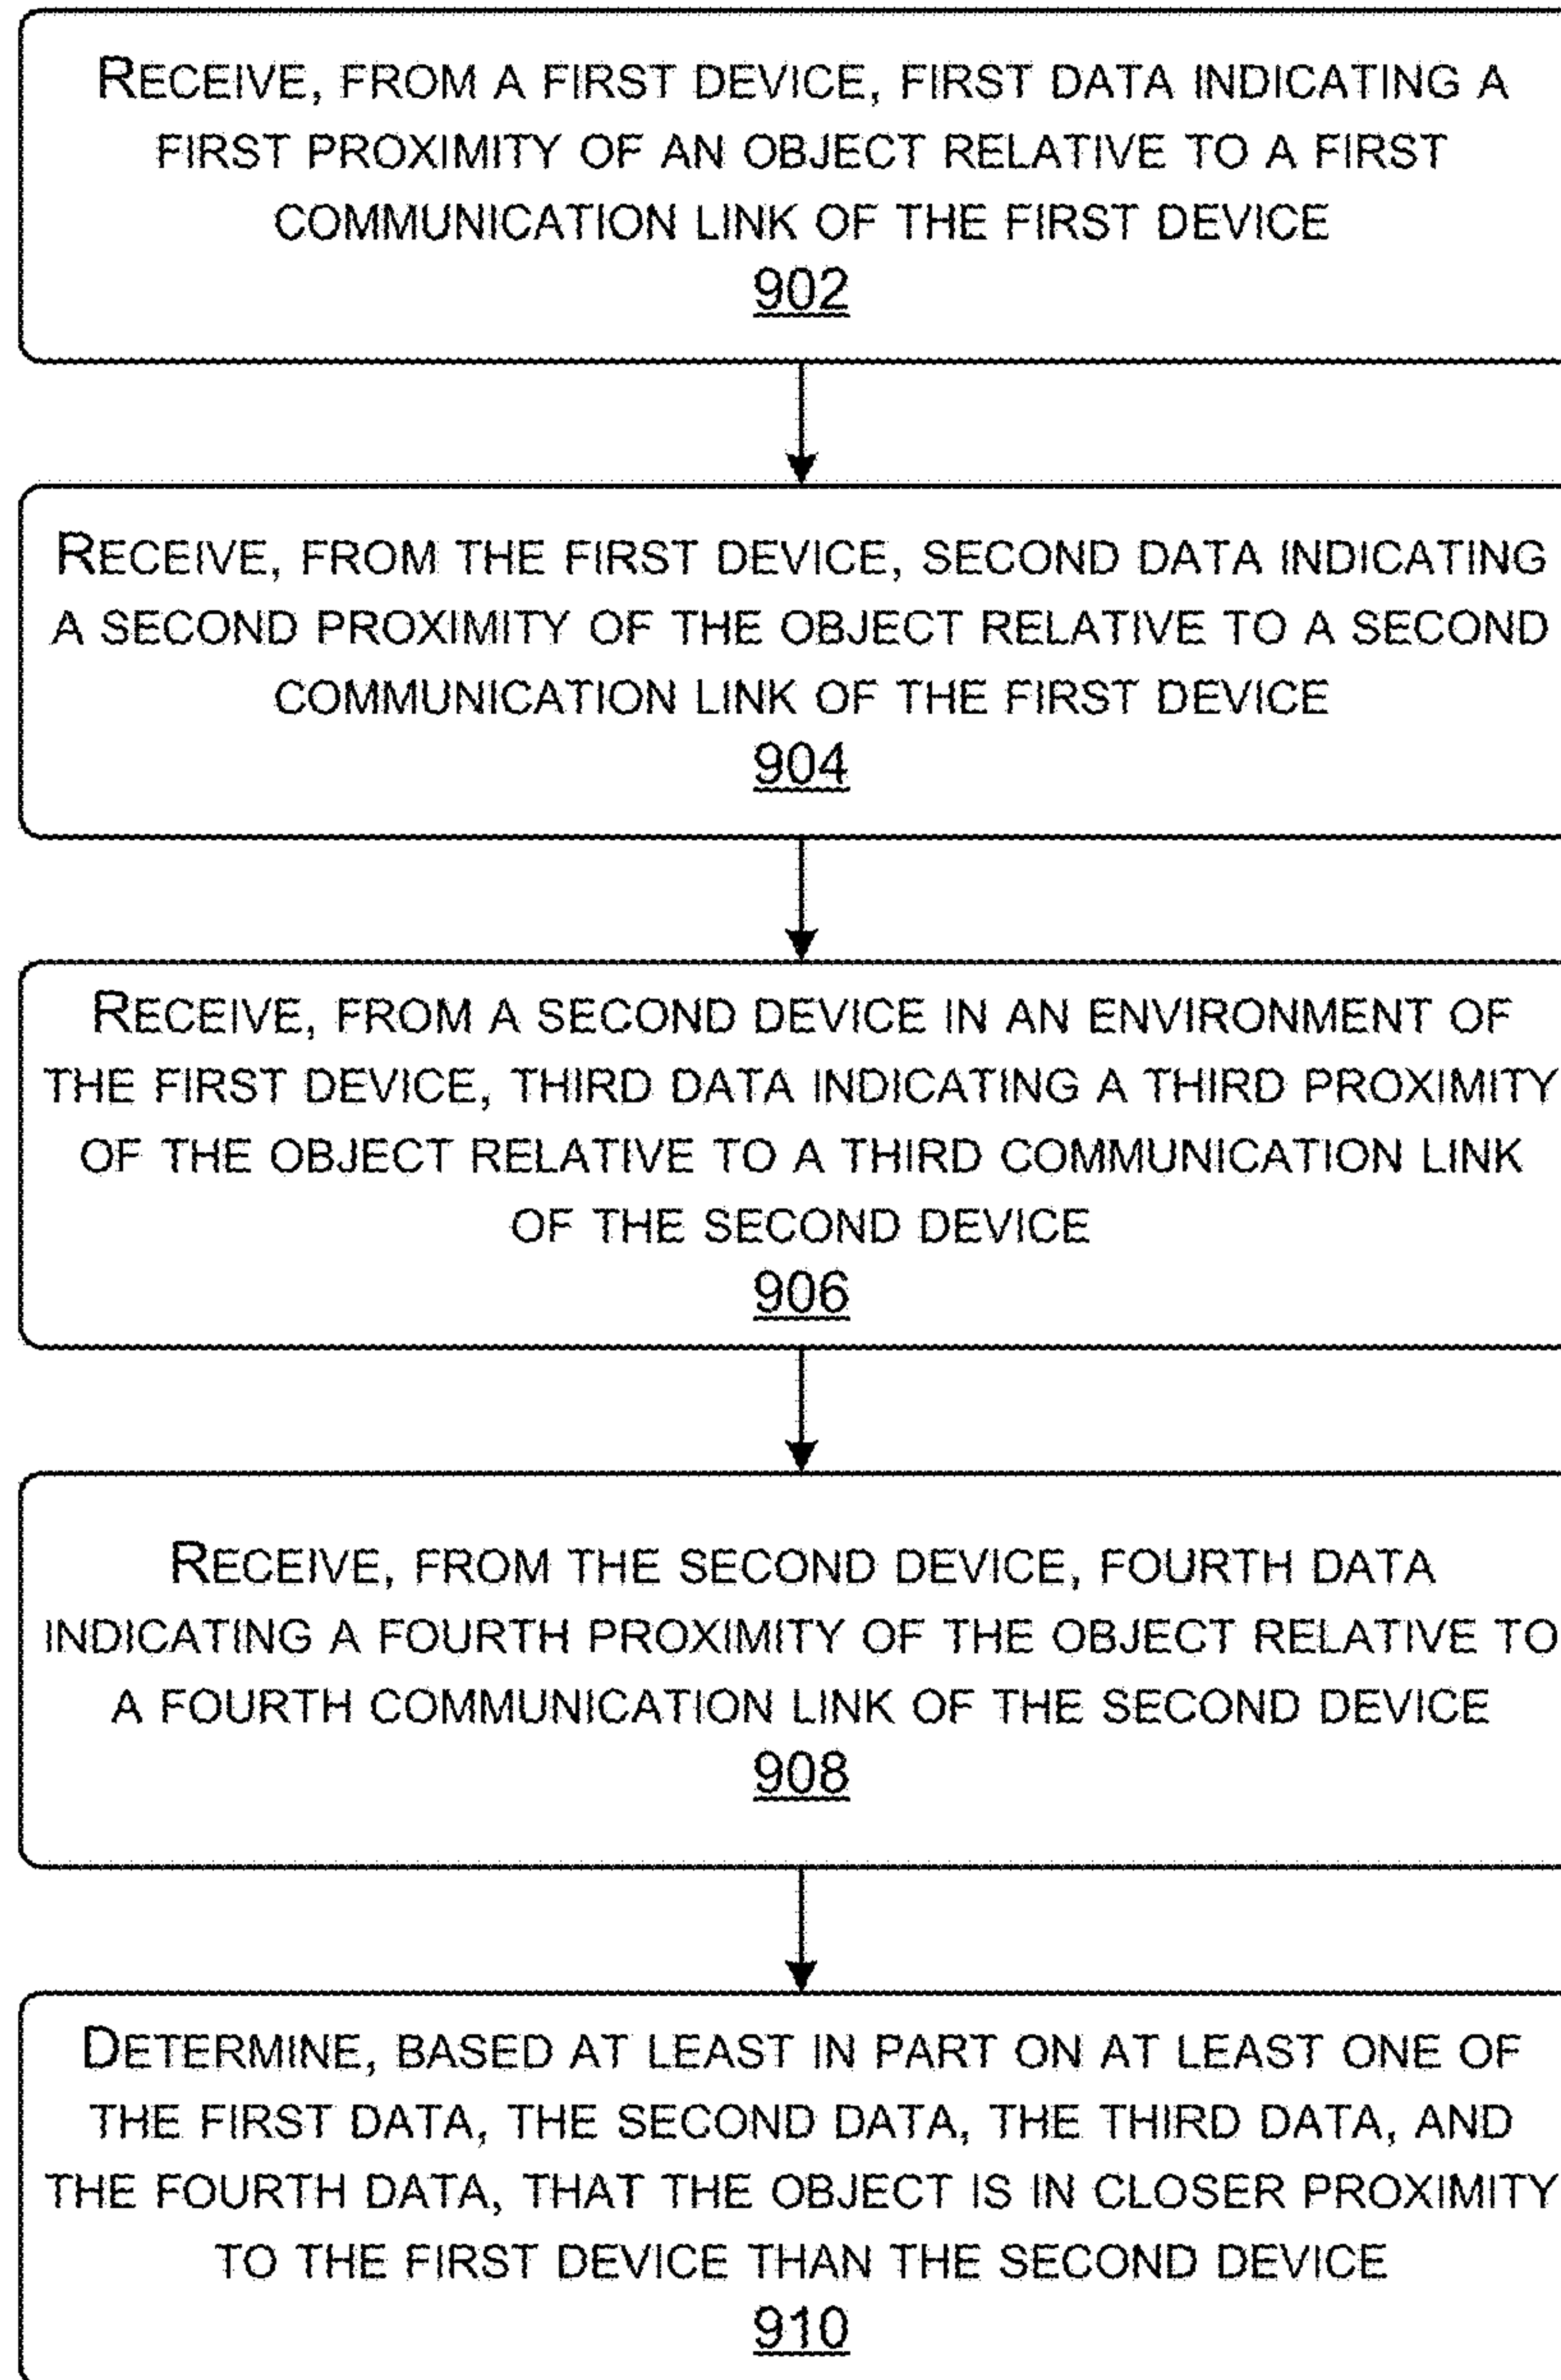 RECEIVE, FROM A FIRST DEVICE, FIRST DATA INDICATING A
FIRST PROXIMITY OF AN OBJECT RELATIVE TO A FIRST
COMMUNICATION LINK OF THE FIRST DEVICE
902
RECEIVE, FROM THE FIRST DEVICE, SECOND DATA INDICATING
A SECOND PROXIMITY OF THE OBJECT RELATIVE TO A SECOND
COMMUNICATION LINK OF THE FIRST DEVICE
904
RECEIVE, FROM A SECOND DEVICE IN AN ENVIRONMENT OF
THE FIRST DEVICE, THIRD DATA INDICATING A THIRD PROXIMITY
OF THE OBJECT RELATIVE TO A THIRD COMMUNICATION LINK
OF THE SECOND DEVICE
906
RECEIVE, FROM THE SECOND DEVICE, FOURTH DATA
INDICATING A FOURTH PROXIMITY OF THE OBJECT RELATIVE TO
A FOURTH COMMUNICATION LINK OF THE SECOND DEVICE
908
DETERMINE, BASED AT LEAST IN PART ON AT LEAST ONE OF
THE FIRST DATA, THE SECOND DATA, THE THIRD DATA, AND
THE FOURTH DATA, THAT THE OBJECT IS IN CLOSER PROXIMITY
TO THE FIRST DEVICE THAN THE SECOND DEVICE
910